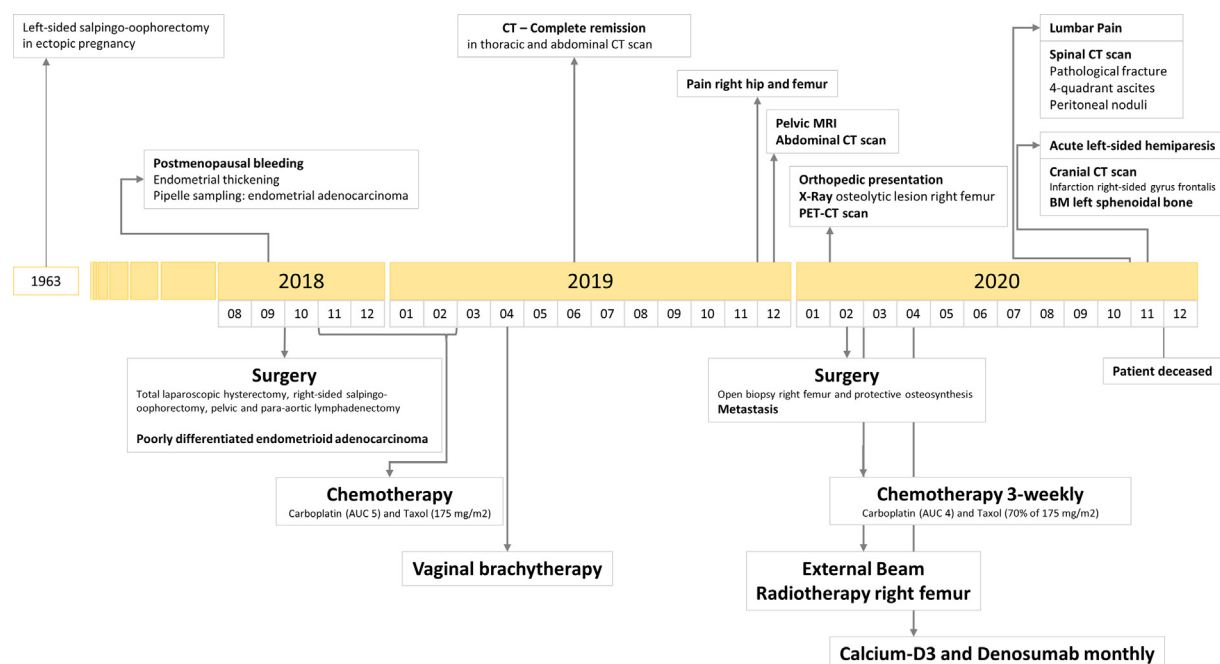 Left-sided salpingo-oophorectomy
in ectopic pregnancy
CT – Complete remission
in thoracic and abdominal CT scan
Lumbar Pain
Spinal CT scan
Pathological fracture
4-quadrant ascites
Peritoneal noduli
Pain right hip and femur
Pelvic MRI
Abdominal CT scan
Acute left-sided hemiparesis
Cranial CT scan
Infarction right-sided gyrus frontalis
BM left sphenoidal bone
Postmenopausal bleeding
Endometrial thickening
Pipelle sampling: endometrial adenocarcinoma
Orthopedic presentation
X-Ray osteolytic lesion right femur
PET-CT scan
1963
2018
2019
2020
08 09 10 11 12
01 02 03 04 05 06 07 08 09 10 11 12
01 02 03 04 05 06 07 08 09 10 11 12
Surgery
Total laparoscopic hysterectomy, right-sided salpingo-
oophorectomy, pelvic and para-aortic lymphadenectomy
Poorly differentiated endometrioid adenocarcinoma
Surgery
Open biopsy right femur and protective osteosynthesis
Metastasis
Patient deceased
Chemotherapy
Carboplatin (AUC 5) and Taxol (175 mg/m2)
Chemotherapy 3-weekly
Carboplatin (AUC 4) and Taxol (70% of 175 mg/m2)
Vaginal brachytherapy
External Beam
Radiotherapy right femur
Calcium-D3 and Denosumab monthly